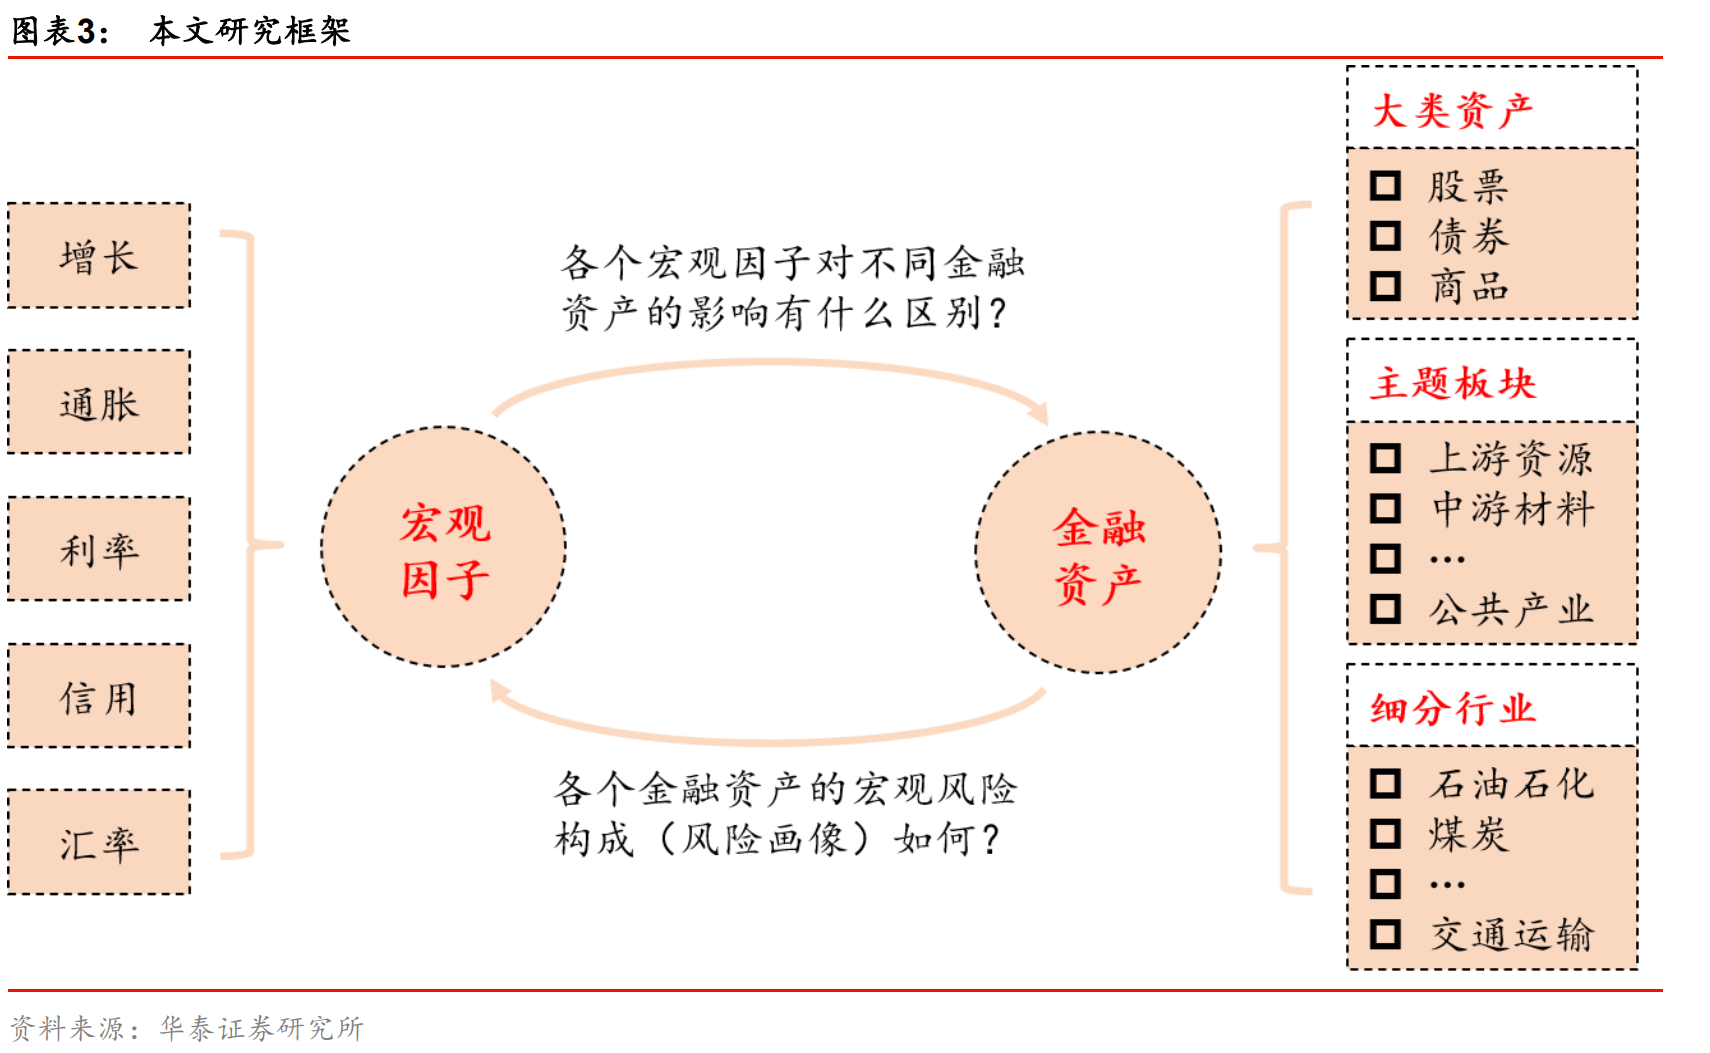 图表3： 本文研究框架
增长
通胀
利率
信用
汇率
宏观
因子
各个宏观因子对不同金融
资产的影响有什么区别？
各个金融资产的宏观风险
构成（风险画像）如何？
金融
资产
大类资产
股票
债券
商品
主题板块
上游资源
中游材料
…
公共产业
细分行业
石油石化
煤炭
…
交通运输
资料来源：华泰证券研究所